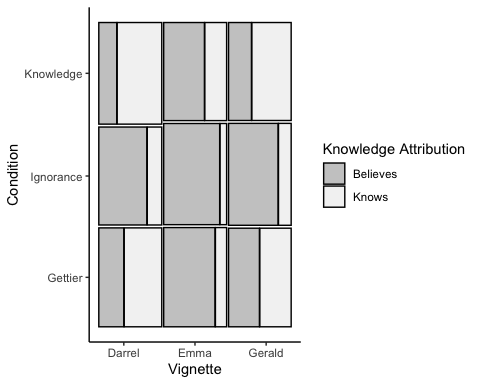 Knowledge
Ignorance
Gettier
Condition
Darrel Emma Gerald
Vignette
Knowledge Attribution
Believes
Knows